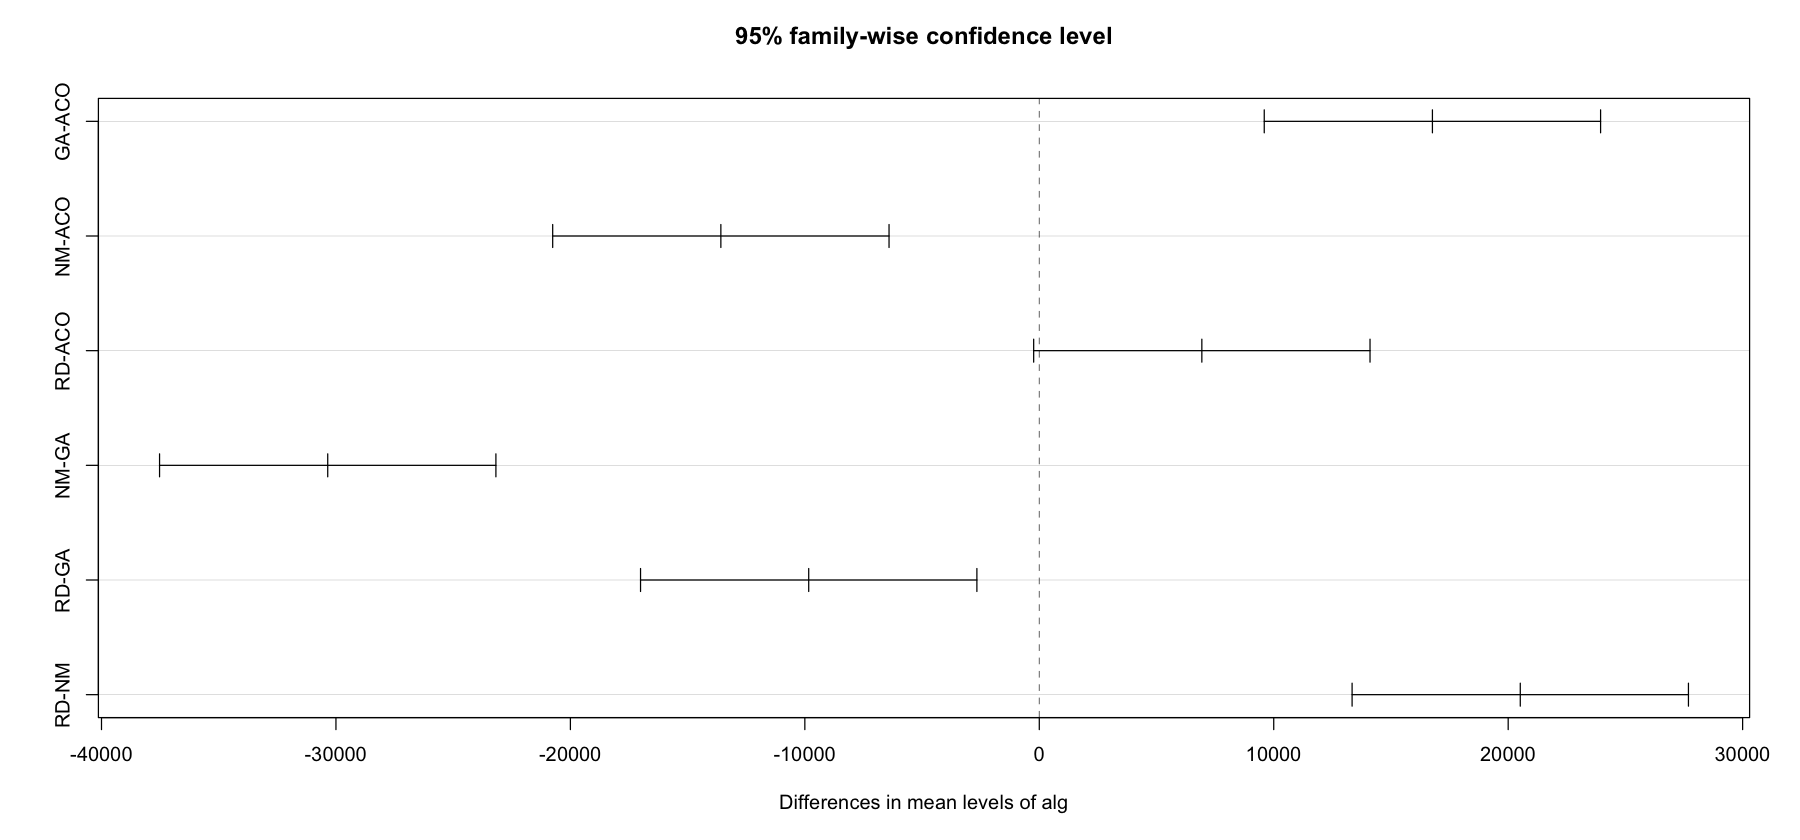 95% family-wise confidence level
GA-ACO
NM-ACO
RD-ACO
NM-GA
RD-GA
RD-NM
-40000 -30000 -20000 -10000 0 10000 20000 30000
Differences in mean levels of alg